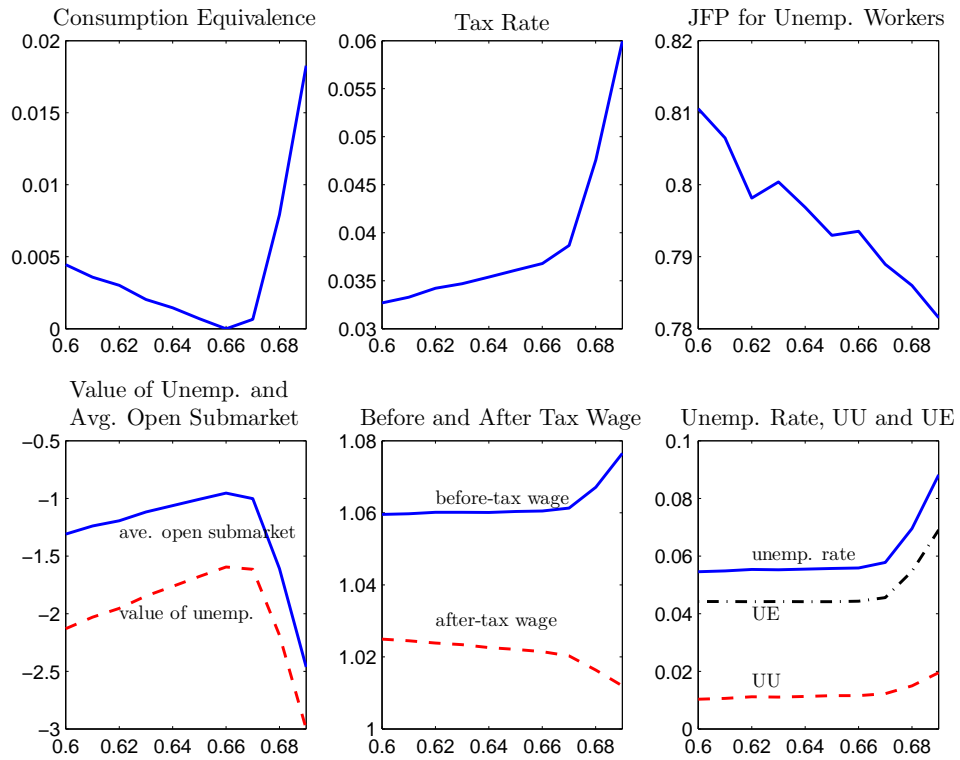 Consumption Equivalence
0.02
0.015
0.01
0.005
0
0.6 0.62 0.64 0.66 0.68
Tax Rate
0.06
0.055
0.05
0.045
0.04
0.035
0.03
0.6 0.62 0.64 0.66 0.68
JFP for Unemp. Workers
0.82
0.81
0.8
0.79
0.78
0.6 0.62 0.64 0.66 0.68
Value of Unemp. and
Avg. Open Submarket
−0.5
−1
−1.5
−2
−2.5
−3
ave. open submarket
value of unemp.
0.6 0.62 0.64 0.66 0.68
Before and After Tax Wage
1.08
1.06
1.04
1.02
1
before-tax wage
after-tax wage
0.6 0.62 0.64 0.66 0.68
Unemp. Rate, UU and UE
0.1
0.08
0.06
0.04
0.02
0
unemp. rate
UE
UU
0.6 0.62 0.64 0.66 0.68